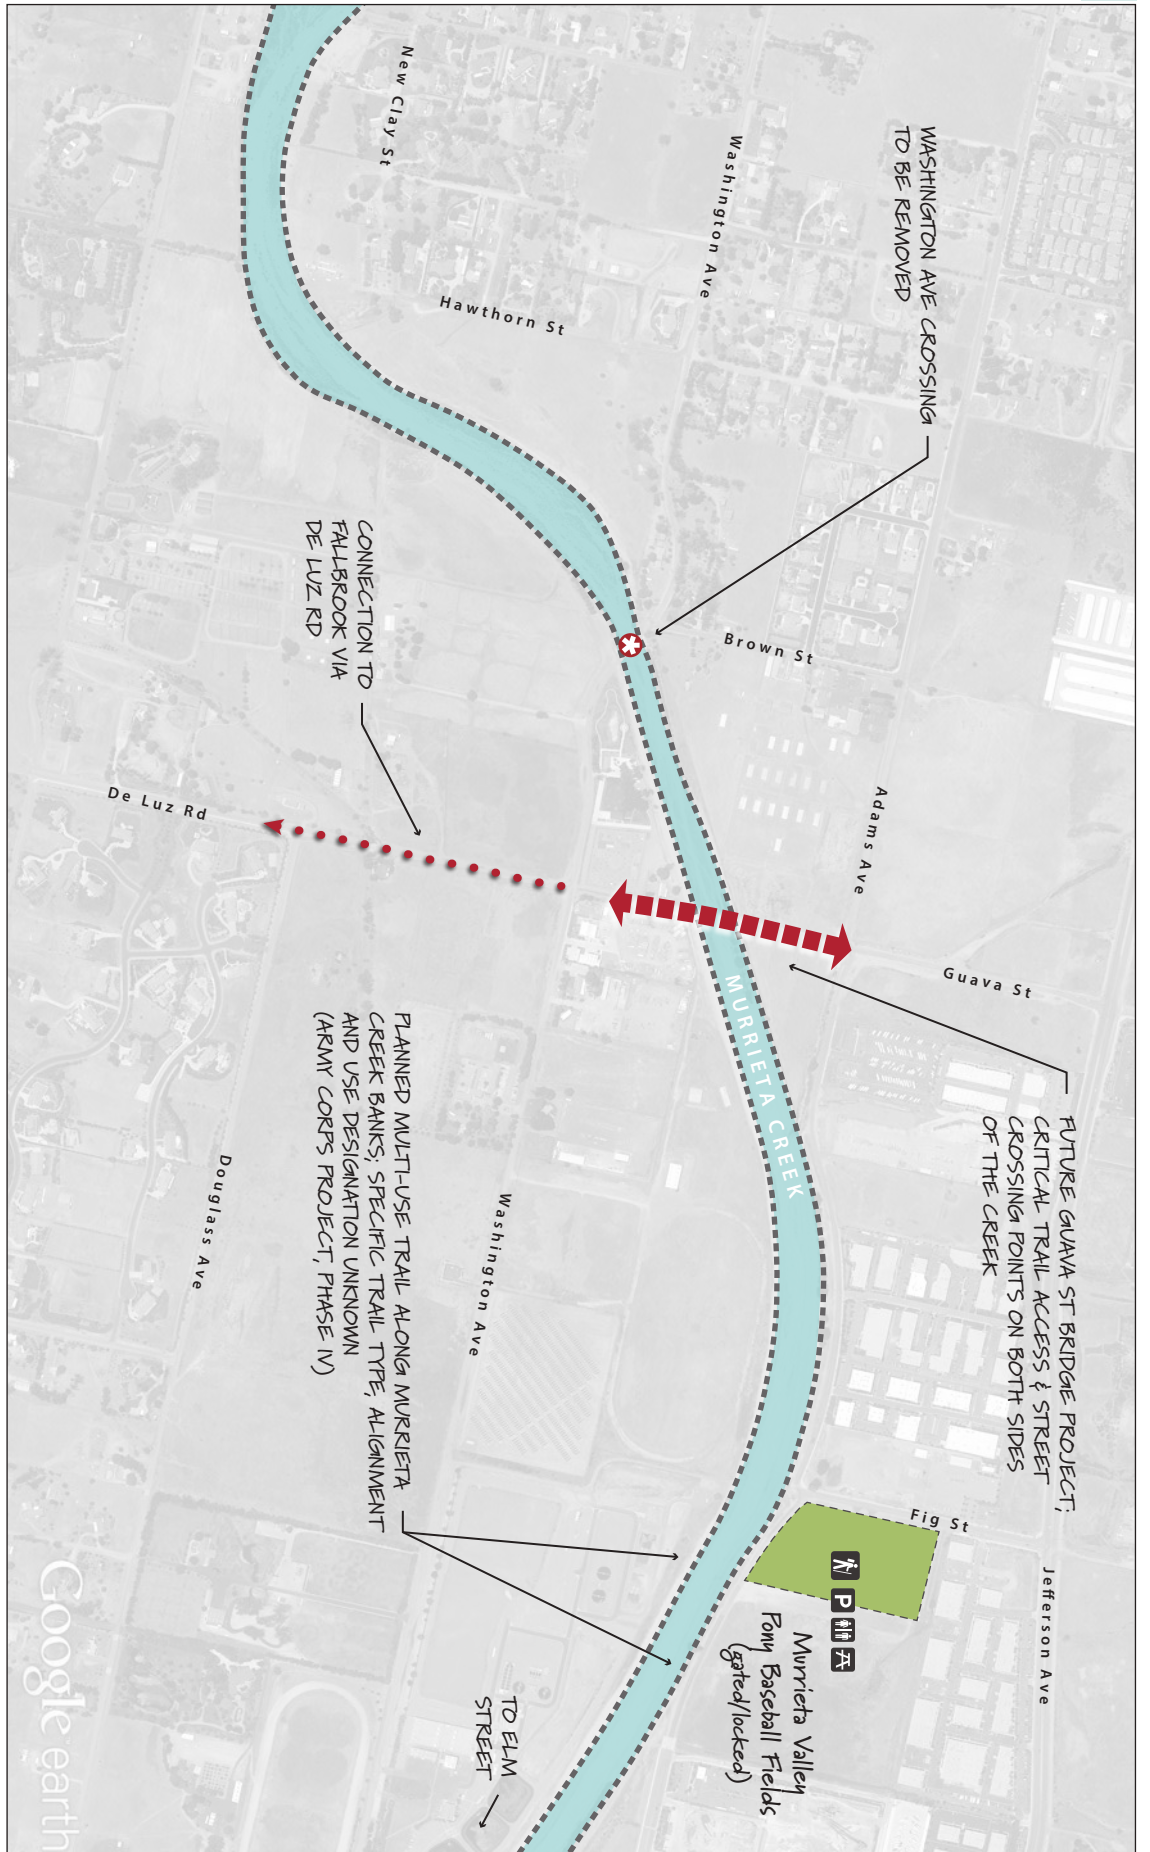 New Clay St
Washington Ave
WASHINGTON AVE CROSSING
TO BE REMOVED
Hawthorn St
CONNECTION TO
FALLBROOK VIA
DE LUZ RD
Brown St
De Luz Rd
Adams Ave
Guava St
MURRIETA CREEK
FUTURE GUAVA ST BRIDGE PROJECT;
CRITICAL TRAIL ACCESS & STREET
CROSSING POINTS ON BOTH SIDES
OF THE CREEK
PLANNED MULTI-USE TRAIL ALONG MURRIETA
CREEK BANKS; SPECIFIC TRAIL TYPE, ALIGNMENT
AND USE DESIGNATION UNKNOWN
(ARMY CORPS PROJECT, PHASE IV)
Douglass Ave
Washington Ave
Fig St
Jefferson Ave
P
Murrieta Valley
Pony Baseball Fields
(gated/locked)
TO ELM
STREET
Google earth